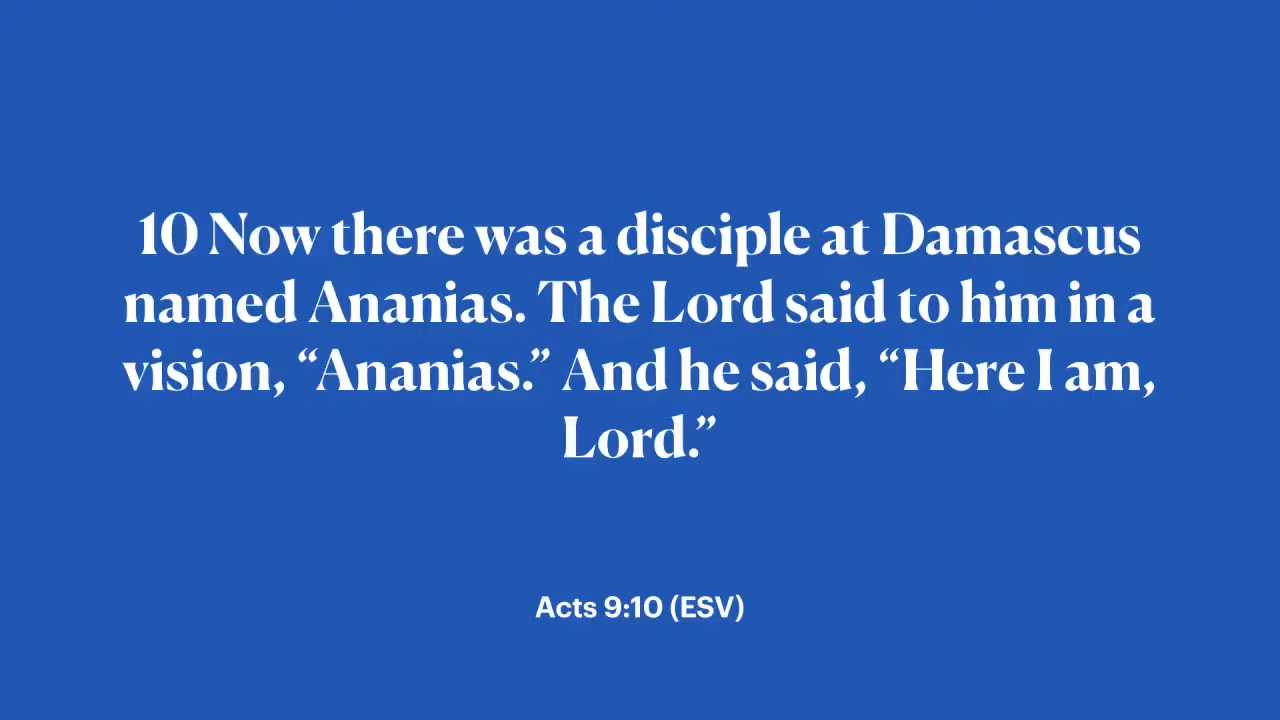 10 Now there was a disciple at Damascus
named Ananias. The Lord said to him in a
vision, “Ananias.” And he said, “Here I am,
Lord.”
Acts 9:10 (ESV)